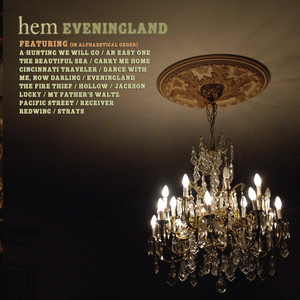 hem EVENINGLAND
FEATURING (IN ALPHABETICAL ORDER)
A-HUNTING WE WILL GO / AN EASY ONE
THE BEAUTIFUL SEA / CARRY ME HOME
CINCINNATI TRAVELER / DANCE WITH
ME, NOW DARLING / EVENINGLAND
THE FIRE THIEF / HOLLOW / JACKSON
LUCKY / MY FATHER'S WALTZ
PACIFIC STREET / RECEIVER
REDWING / STRAYS